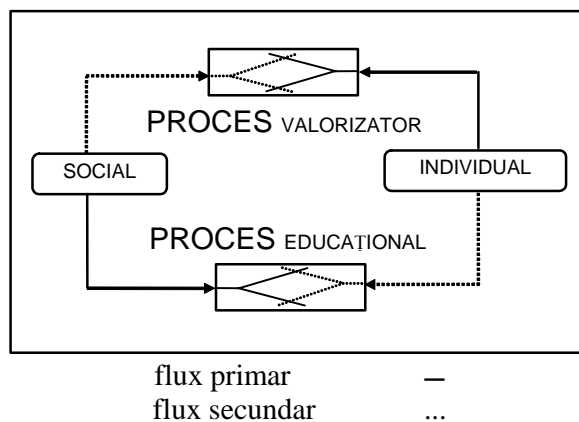 PROCES VALORIZATOR
SOCIAL
INDIVIDUAL
PROCES EDUCAȚIONAL
flux primar —
flux secundar ...